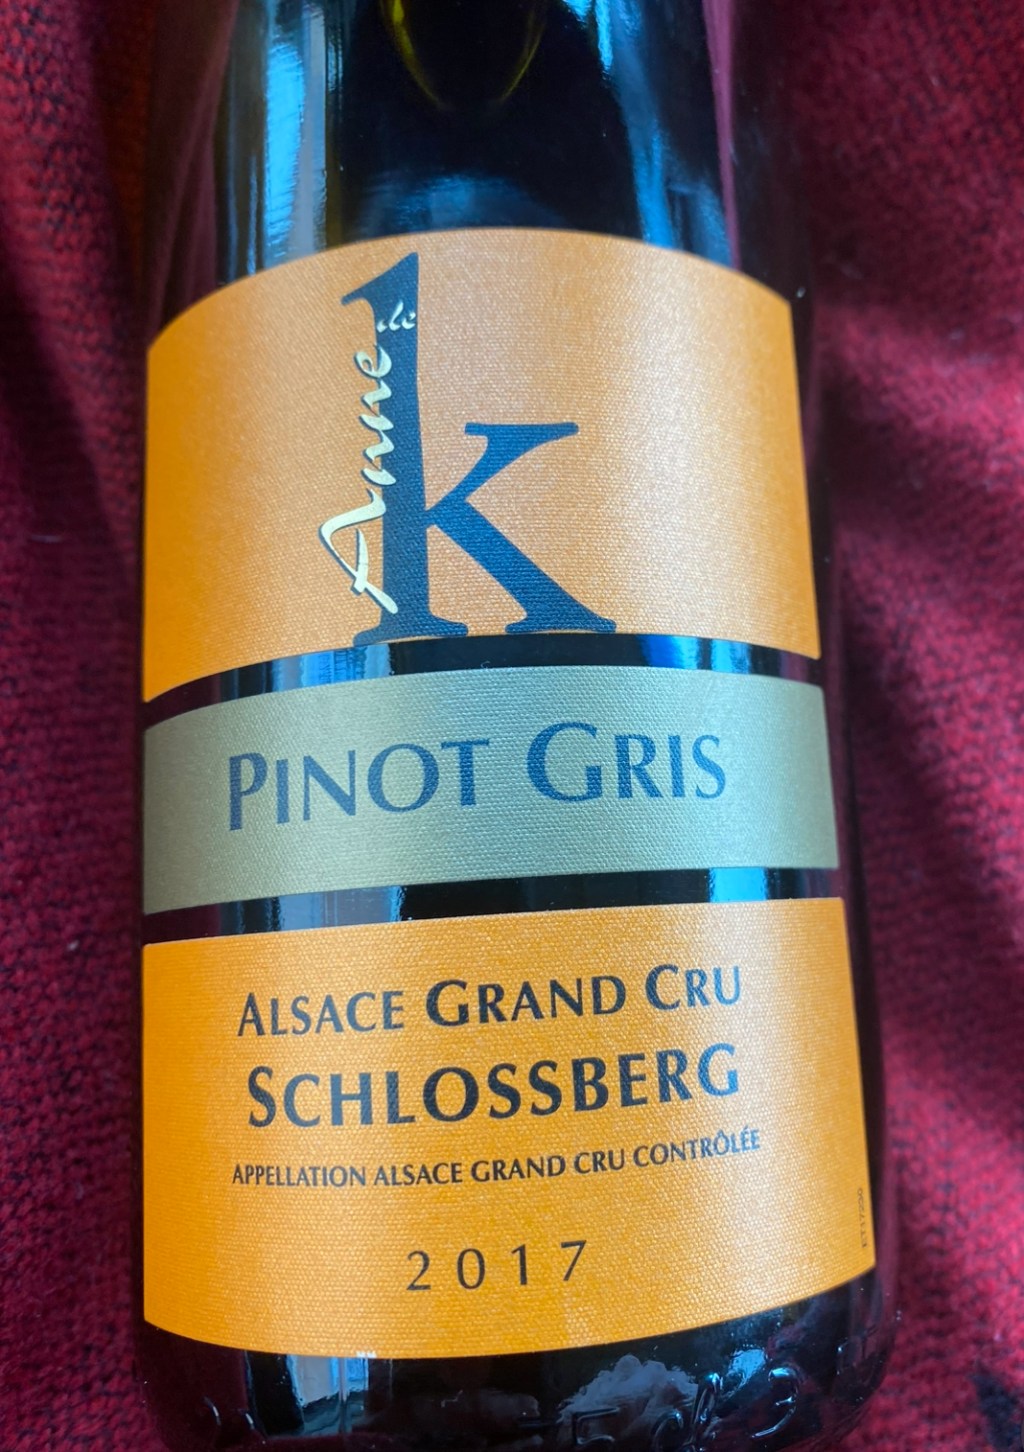 Anne de
k
PINOT GRIS
ALSACE GRAND CRU
SCHLOSSBERG
APPELLATION ALSACE GRAND CRU CONTRÔLÉE
2017